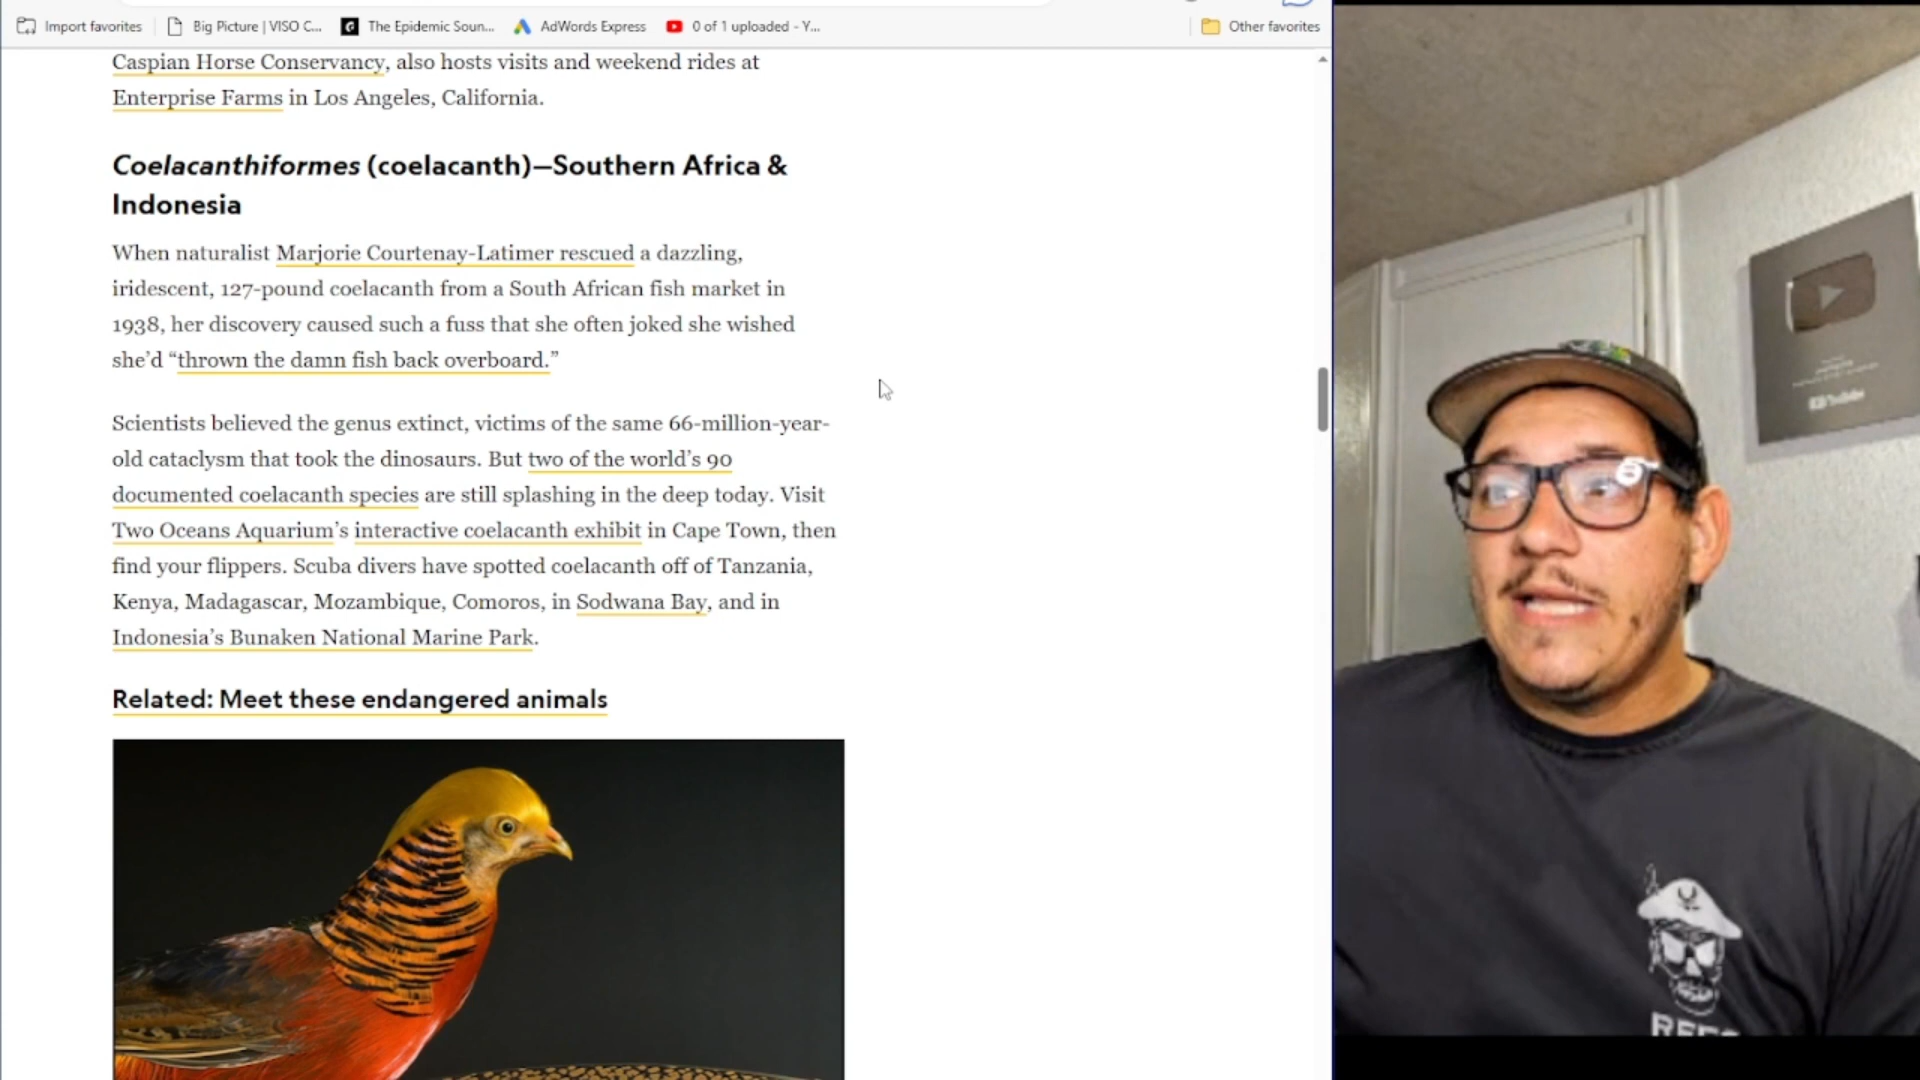 Import favorites
Big Picture | VISO C...
The Epidemic Soun...
AdWords Express
0 of 1 uploaded - Y...
Other favorites
Caspian Horse Conservancy, also hosts visits and weekend rides at
Enterprise Farms in Los Angeles, California.
Coelacanthiformes (coelacanth)—Southern Africa &
Indonesia
When naturalist Marjorie Courtenay-Latimer rescued a dazzling,
iridescent, 127-pound coelacanth from a South African fish market in
1938, her discovery caused such a fuss that she often joked she wished
she’d “thrown the damn fish back overboard.”
Scientists believed the genus extinct, victims of the same 66-million-year-
old cataclysm that took the dinosaurs. But two of the world’s 90
documented coelacanth species are still splashing in the deep today. Visit
Two Oceans Aquarium’s interactive coelacanth exhibit in Cape Town, then
find your flippers. Scuba divers have spotted coelacanth off of Tanzania,
Kenya, Madagascar, Mozambique, Comoros, in Sodwana Bay, and in
Indonesia’s Bunaken National Marine Park.
Related: Meet these endangered animals
YouTube